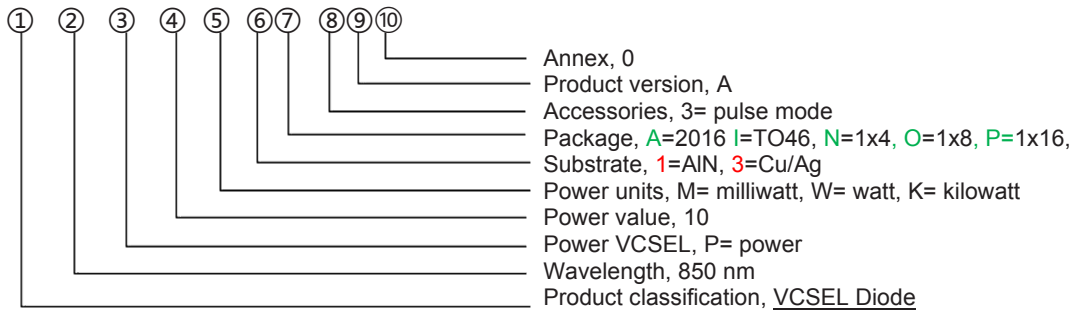 ① ② ③ ④ ⑤ ⑥⑦ ⑧⑨⑩
Annex, 0
Product version, A
Accessories, 3= pulse mode
Package, A=2016 I=TO46, N=1x4, O=1x8, P=1x16,
Substrate, 1=AlN, 3=Cu/Ag
Power units, M= milliwatt, W= watt, K= kilowatt
Power value, 10
Power VCSEL, P= power
Wavelength, 850 nm
Product classification, VCSEL Diode